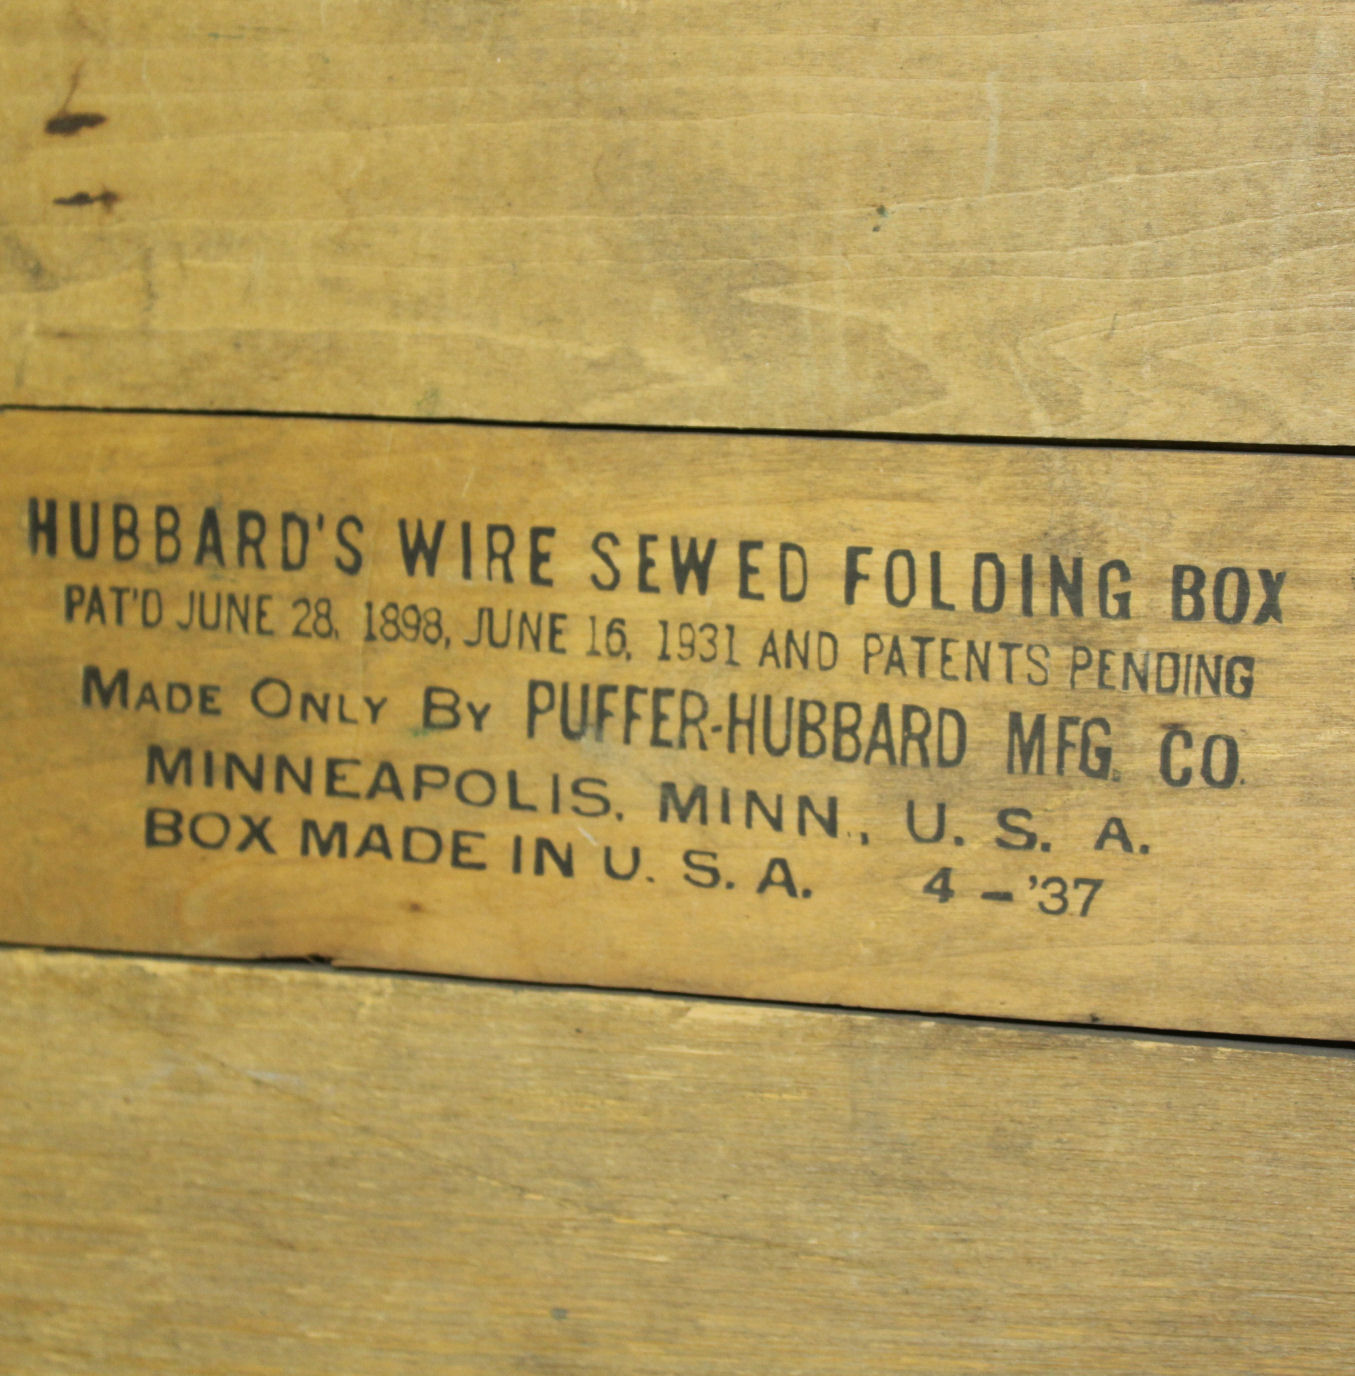 HUBBARD'S WIRE SEWED FOLDING BOX
PAT'D JUNE 28, 1898, JUNE 16, 1931 AND PATENTS PENDING
MADE ONLY BY PUFFER-HUBBARD MFG. CO.
MINNEAPOLIS, MINN., U. S. A.
BOX MADE IN U. S. A. 4 - '37